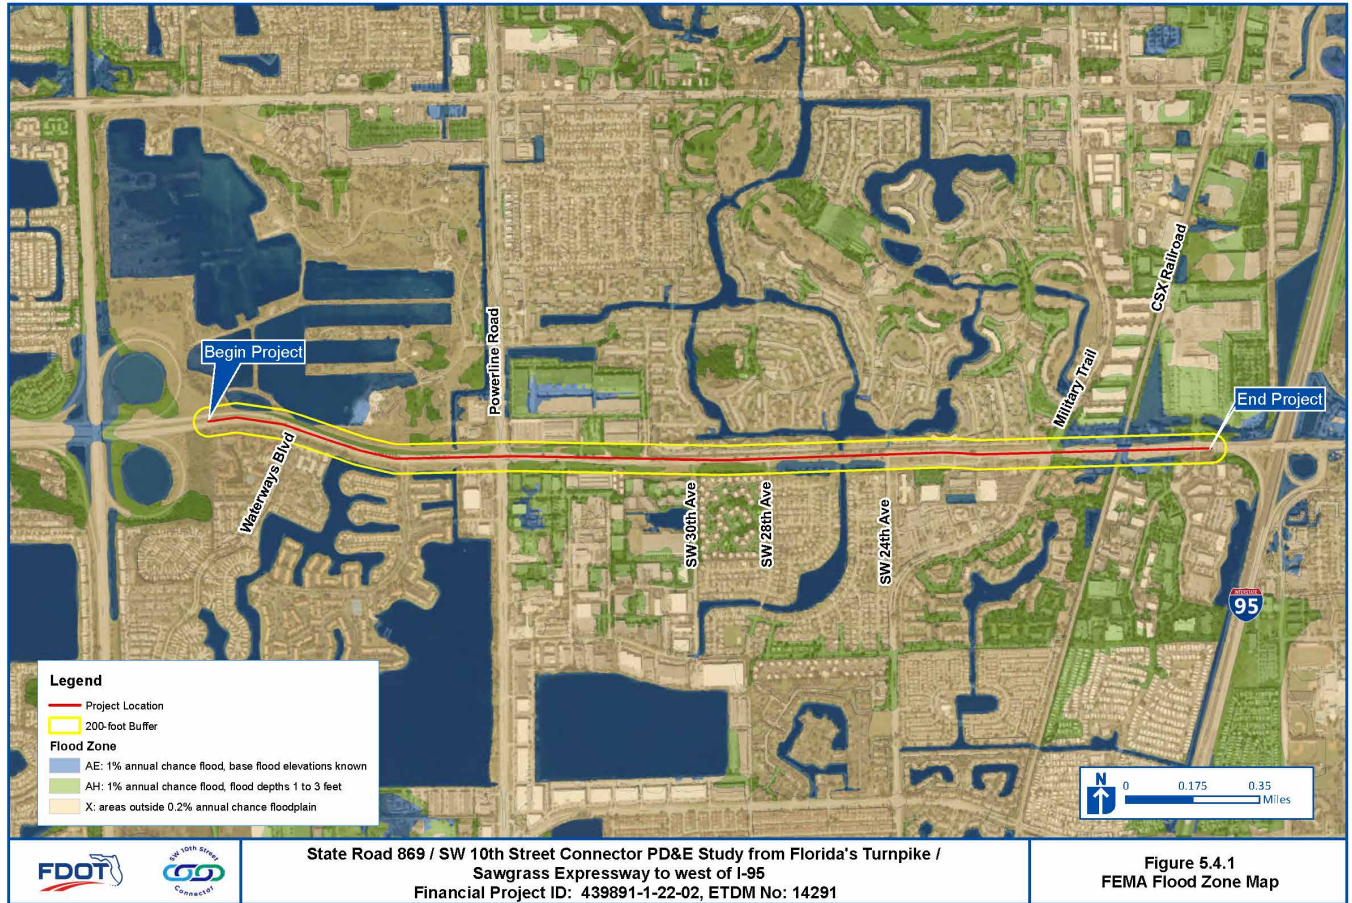 Begin Project
Waterways Blvd
Powerline Road
SW 30th Ave
SW 28th Ave
SW 24th Ave
Military Trail
CSX Railroad
End Project
INTERSTATE
95
Legend
Project Location
200-foot Buffer
Flood Zone
AE: 1% annual chance flood, base flood elevations known
AH: 1% annual chance flood, flood depths 1 to 3 feet
X: areas outside 0.2% annual chance floodplain
N
0 0.175 0.35
Miles
FDOT
SW 10th Street
Connector
State Road 869 / SW 10th Street Connector PD&E Study from Florida's Turnpike /
Sawgrass Expressway to west of I-95
Financial Project ID: 439891-1-22-02, ETDM No: 14291
Figure 5.4.1
FEMA Flood Zone Map